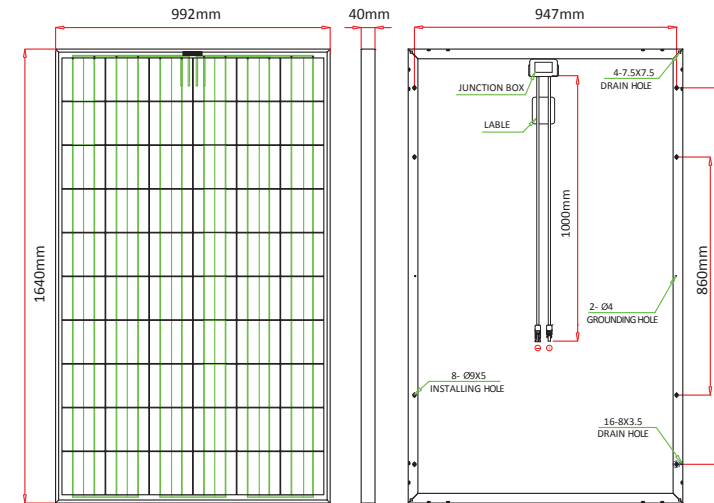 992mm
40mm
947mm
4-7.5X7.5
DRAIN HOLE
JUNCTION BOX
LABLE
1000mm
1640mm
860mm
2- Ø4
GROUNDING HOLE
8- Ø9X5
INSTALLING HOLE
16-8X3.5
DRAIN HOLE